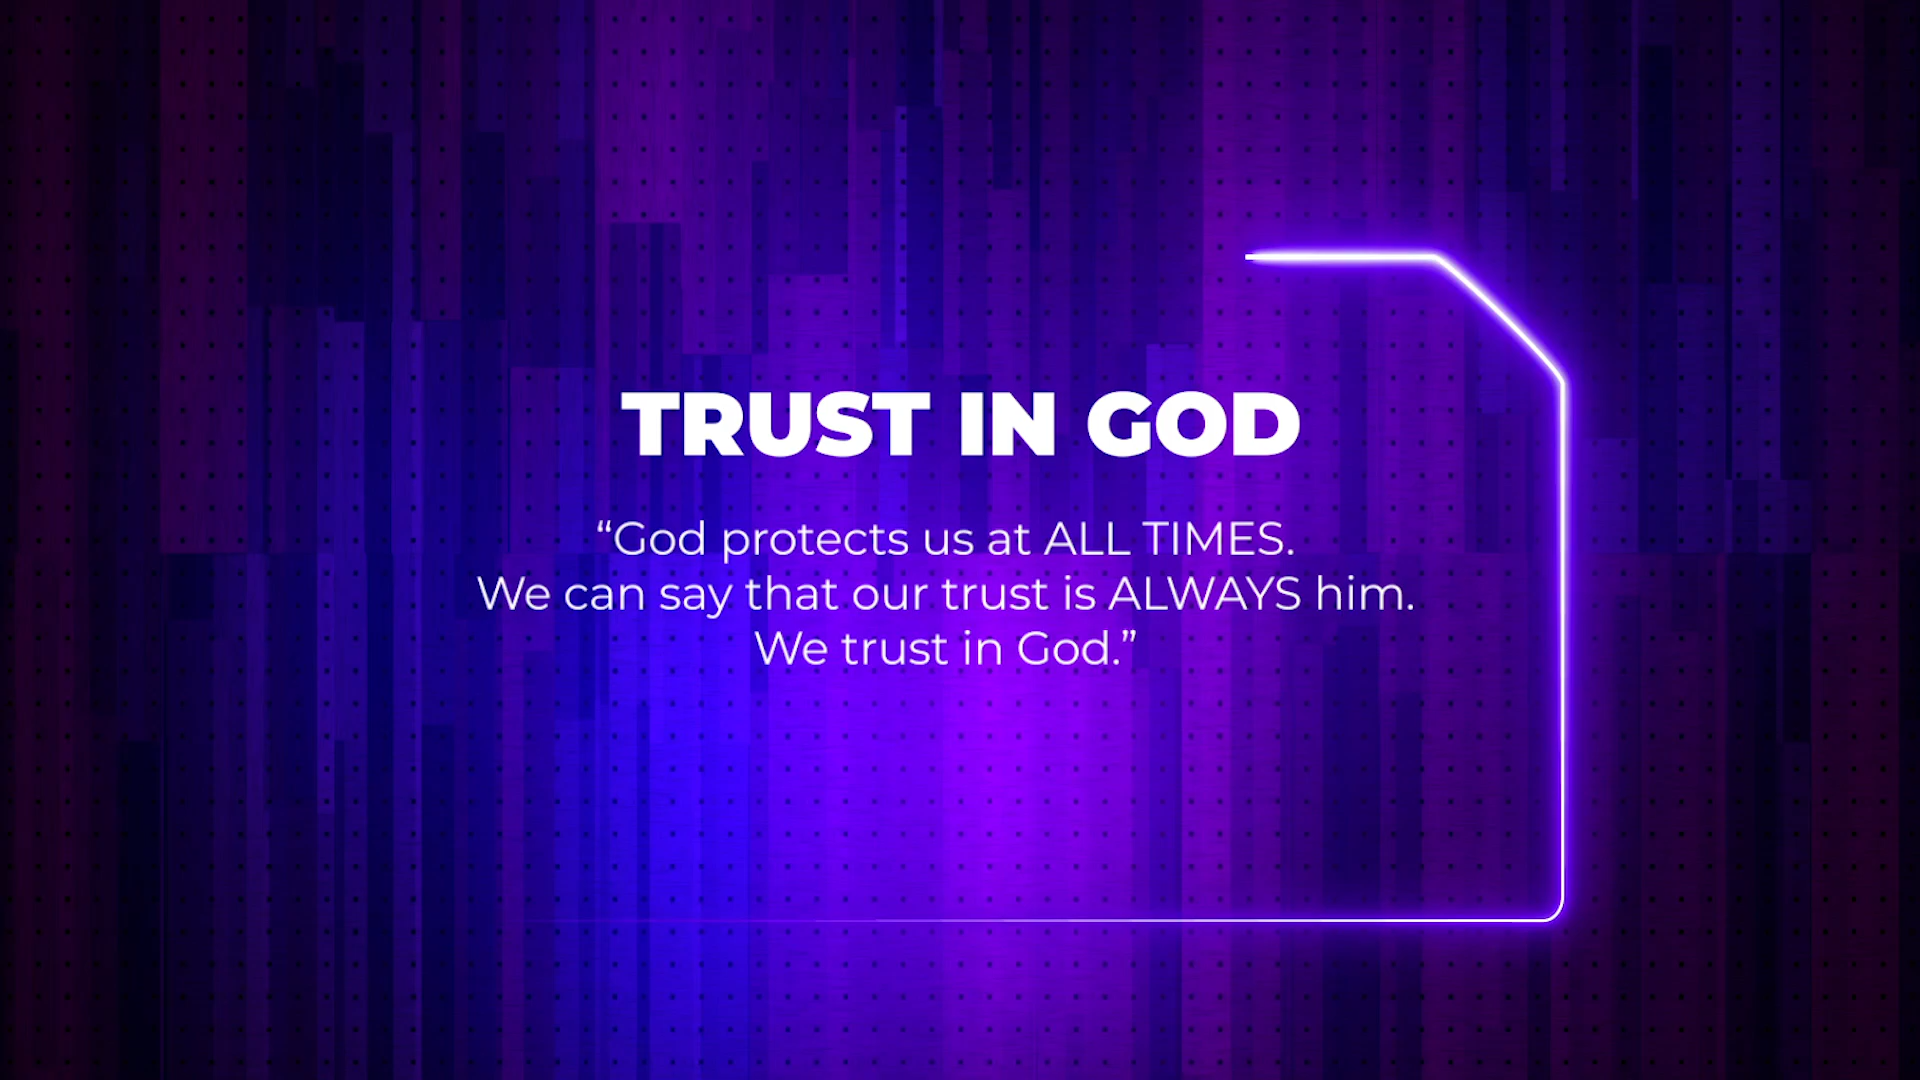 TRUST IN GOD
“God protects us at ALL TIMES.
We can say that our trust is ALWAYS him.
We trust in God.”